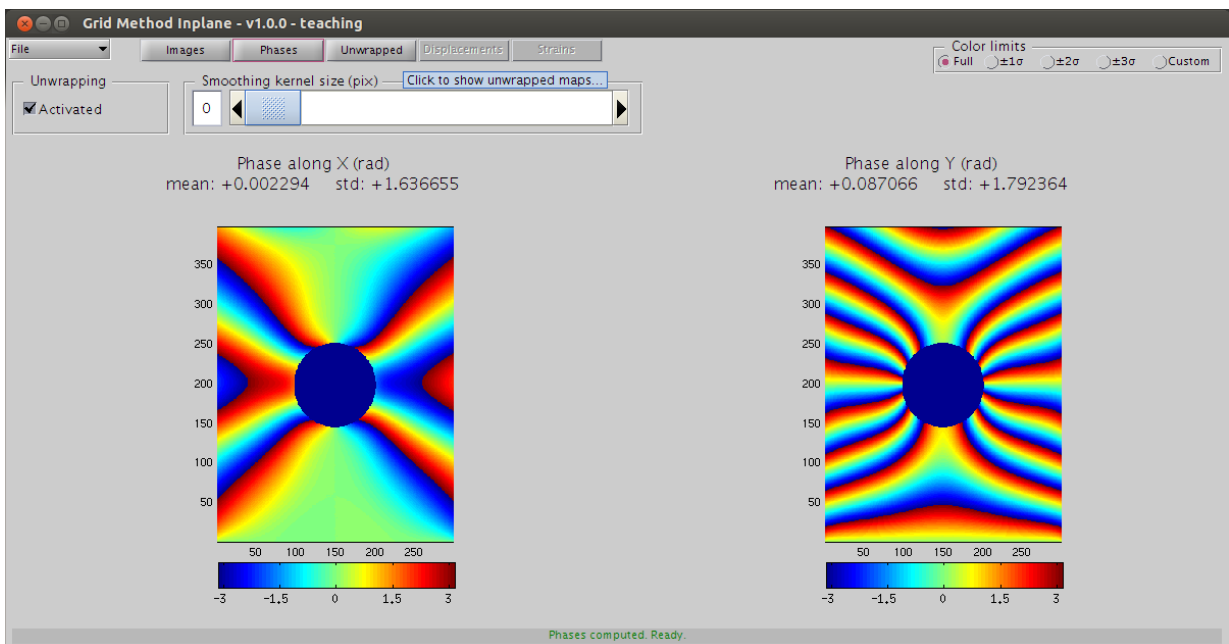 Grid Method Inplane - v1.0.0 - teaching
File
Images
Phases
Unwrapped
Displacements
Strains
Color limits
Full
±1σ
±2σ
±3σ
Custom
Unwrapping
Activated
Smoothing kernel size (pix)
Click to show unwrapped maps...
0
Phase along X (rad)
mean: +0.002294 std: +1.636655
350
300
250
200
150
100
50
50 100 150 200 250
-3 -1.5 0 1.5 3
Phase along Y (rad)
mean: +0.087066 std: +1.792364
350
300
250
200
150
100
50
50 100 150 200 250
-3 -1.5 0 1.5 3
Phases computed. Ready.